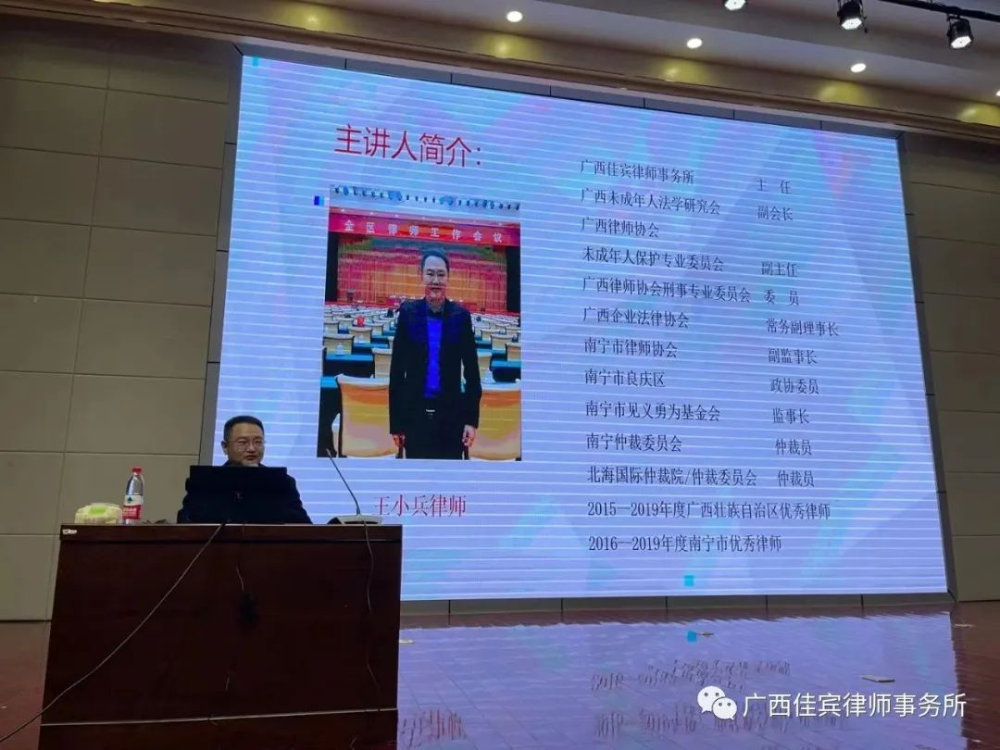 主讲人简介：
全区律师工作会议
王小兵律师
广西佳宾律师事务所 主 任
广西未成年人法学研究会 副会长
广西律师协会
未成年人保护专业委员会 副主任
广西律师协会刑事专业委员会 委 员
广西企业法律协会 常务副理事长
南宁市律师协会 副监事长
南宁市良庆区 政协委员
南宁市见义勇为基金会 监事长
南宁仲裁委员会 仲裁员
北海国际仲裁院/仲裁委员会 仲裁员
2015—2019年度广西壮族自治区优秀律师
2016—2019年度南宁市优秀律师
广西佳宾律师事务所